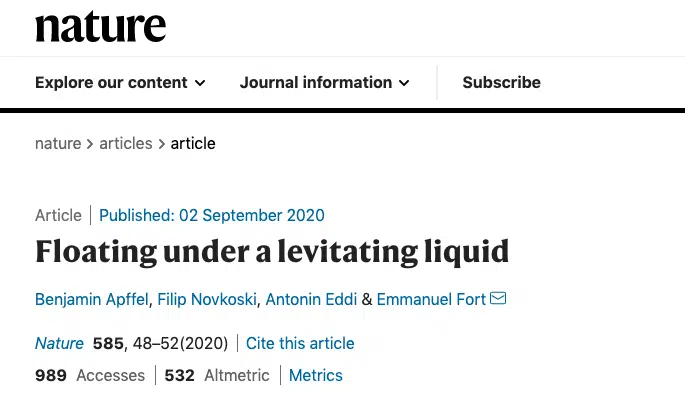 nature
Explore our content Journal information Subscribe
nature > articles > article
Article | Published: 02 September 2020
Floating under a levitating liquid
Benjamin Apffel, Filip Novkoski, Antonin Eddi & Emmanuel Fort
Nature 585, 48–52(2020) | Cite this article
989 Accesses | 532 Altmetric | Metrics